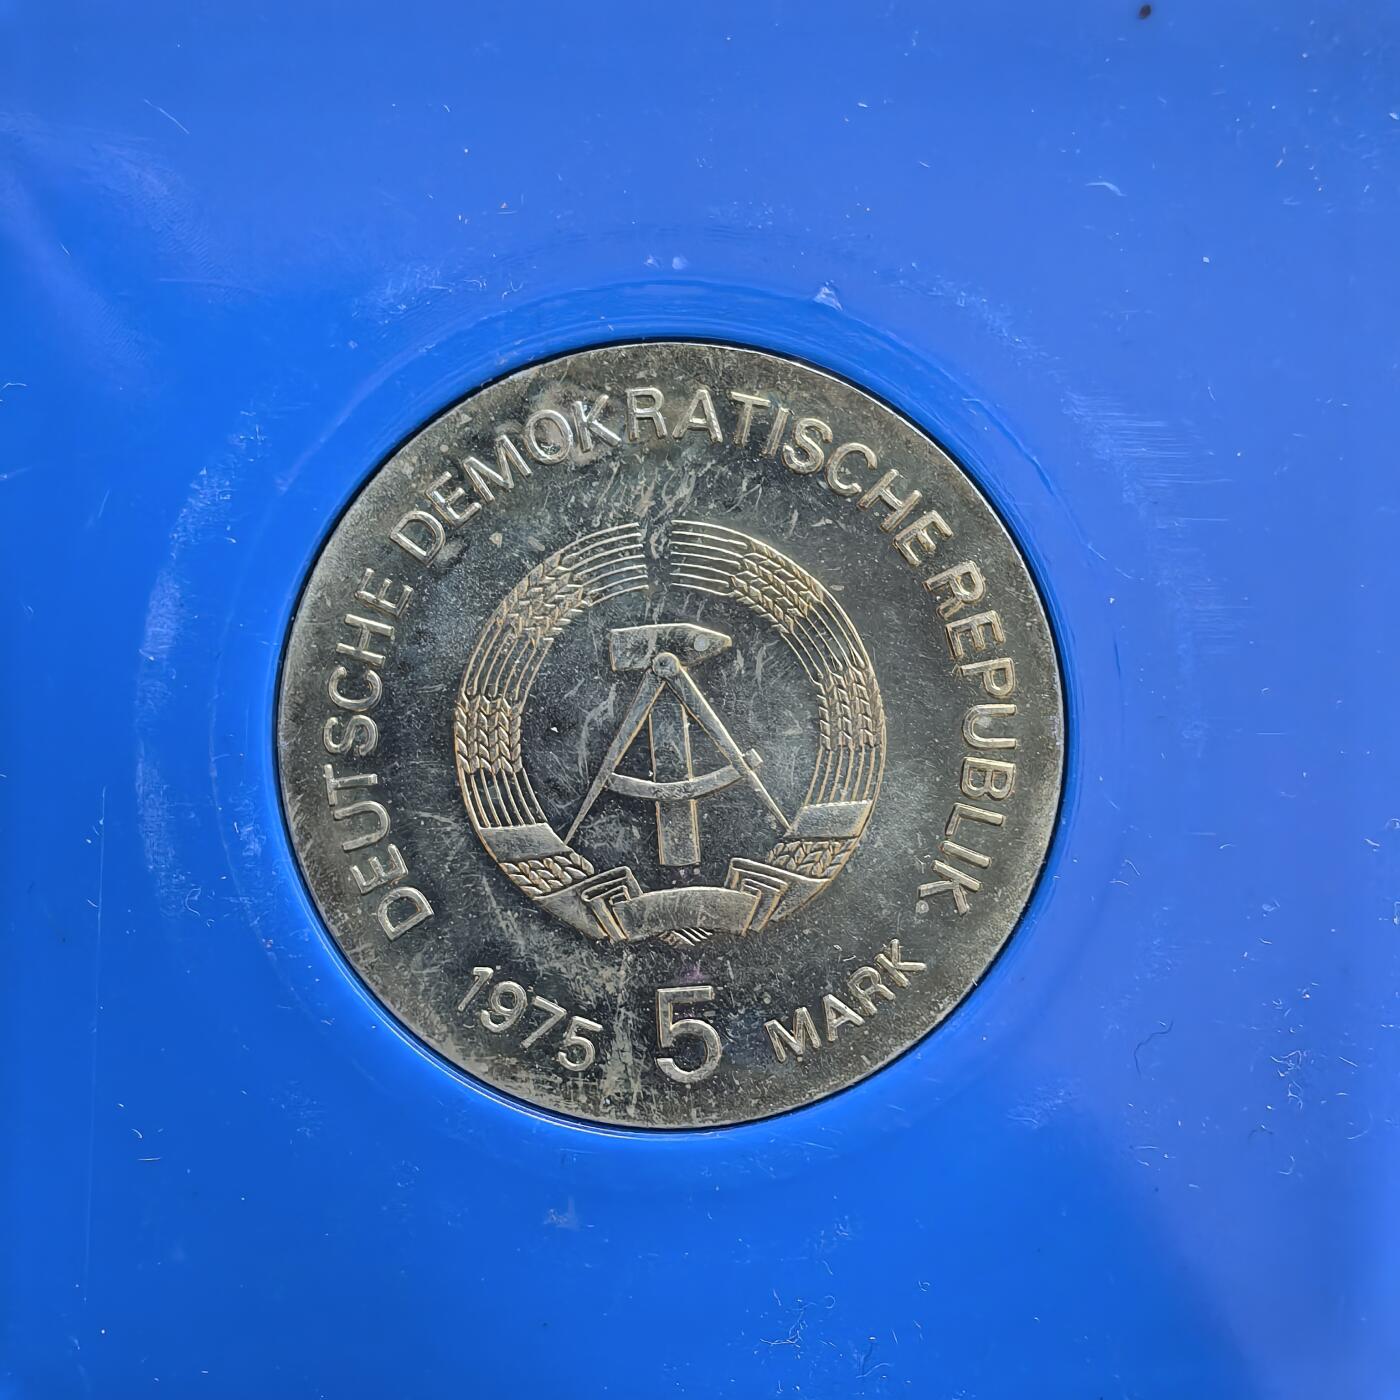 DEUTSCHE DEMOKRATISCHE REPUBLIK
1975 5 MARK